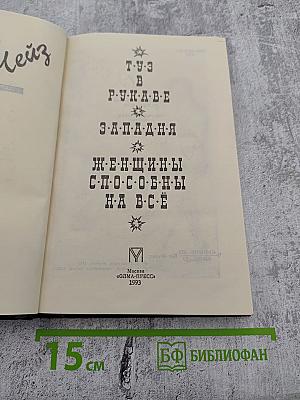 Чейз
Т·У·З
В
Р·У·К·А·В·Е
З·А·П·А·Д·Н·Я
Ж·Е·Н·Щ·И·Н·Ы
С·П·О·С·О·Б·Н·Ы
Н·А В·С·Ё
Москва
«ОЛМА-ПРЕСС»
1993
15 см
БФ БИБЛИОФАН